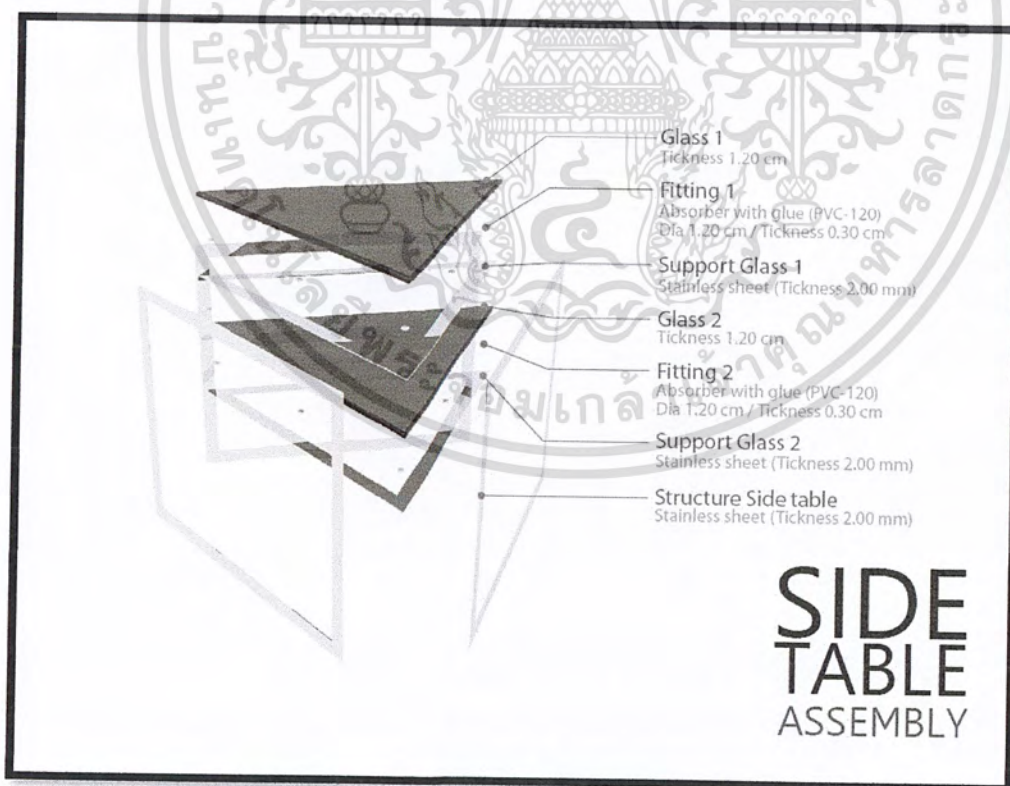 Glass 1
Tickness 1.20 cm
Fitting 1
Absorber with glue (PVC-120)
Dia 1.20 cm / Tickness 0.30 cm
Support Glass 1
Stainless sheet (Tickness 2.00 mm)
Glass 2
Tickness 1.20 cm
Fitting 2
Absorber with glue (PVC-120)
Dia 1.20 cm / Tickness 0.30 cm
Support Glass 2
Stainless sheet (Tickness 2.00 mm)
Structure Side table
Stainless sheet (Tickness 2.00 mm)
SIDE
TABLE
ASSEMBLY